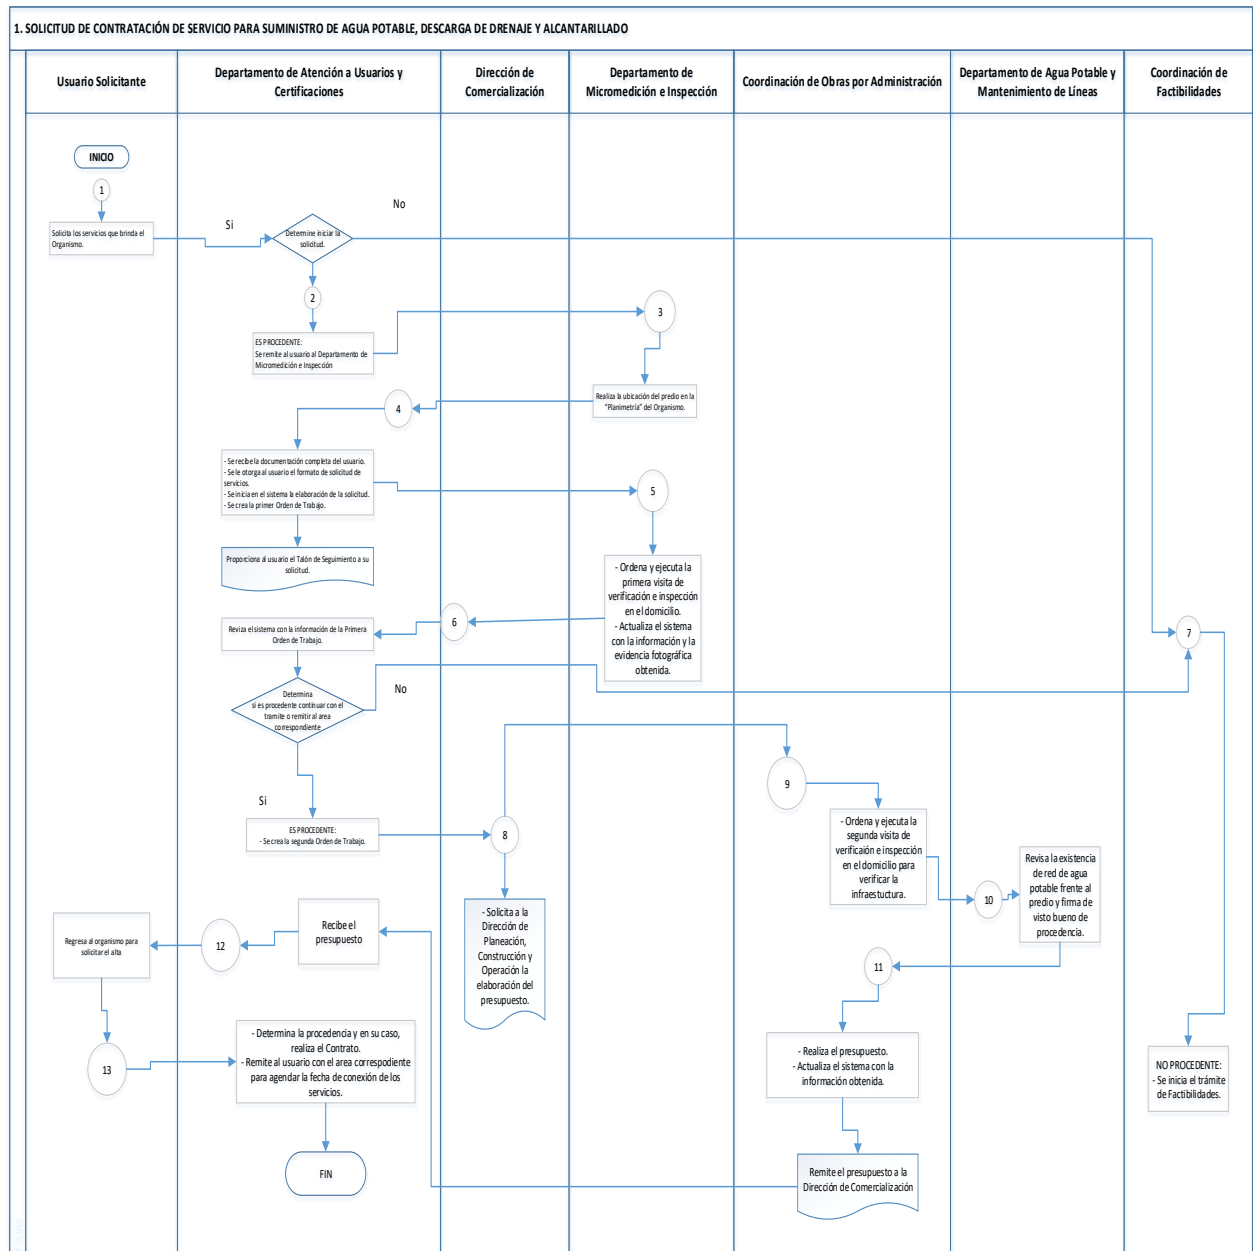 1. SOLICITUD DE CONTRATACIÓN DE SERVICIO PARA SUMINISTRO DE AGUA POTABLE, DESCARGA DE DRENAJE Y ALCANTARILLADO
Usuario Solicitante
Departamento de Atención a Usuarios y
Certificaciones
Dirección de
Comercialización
Departamento de
Micromedición e Inspección
Coordinación de Obras por Administración
Departamento de Agua Potable y
Mantenimiento de Líneas
Coordinación de
Factibilidades
INICIO
1
Solicita los servicios que brinda el
Organismo.
Si
Determine iniciar la
solicitud.
No
2
ES PROCEDENTE:
Se remite al usuario al Departamento de
Micromedición e Inspección
3
Realiza la ubicación del predio en la
"Planimetría" del Organismo.
4
- Se recibe la documentación completa del usuario.
- Se le otorga al usuario el formato de solicitud de
servicios.
- Se inicia en el sistema la elaboración de la solicitud.
- Se crea la primer Orden de Trabajo.
5
Proporciona al usuario el Talón de Seguimiento a su
solicitud.
- Ordena y ejecuta la
primera visita de
verificación e inspección
en el domicilio.
- Actualiza el sistema
con la información y la
evidencia fotográfica
obtenida.
6
Reviza el sistema con la información de la Primera
Orden de Trabajo.
7
Determina
si es procedente continuar con el
tramite o remitir al area
correspondiente
No
Si
ES PROCEDENTE:
- Se crea la segunda Orden de Trabajo.
8
9
- Ordena y ejecuta la
segunda visita de
verificaión e inspección
en el domicilio para
verificar la
infraestuctura.
10
Revisa la existencia
de red de agua
potable frente al
predio y firma de
visto bueno de
procedencia.
- Solicita a la
Dirección de
Planeación,
Construcción y
Operación la
elaboración del
presupuesto.
Recibe el
presupuesto
12
Regresa al organismo para
solicitar el alta
11
13
- Determina la procedencia y en su caso,
realiza el Contrato.
- Remite al usuario con el area correspodiente
para agendar la fecha de conexión de los
servicios.
- Realiza el presupuesto.
- Actualiza el sistema con la
información obtenida.
NO PROCEDENTE:
- Se inicia el trámite
de Factibilidades.
FIN
Remite el presupuesto a la
Dirección de Comercialización